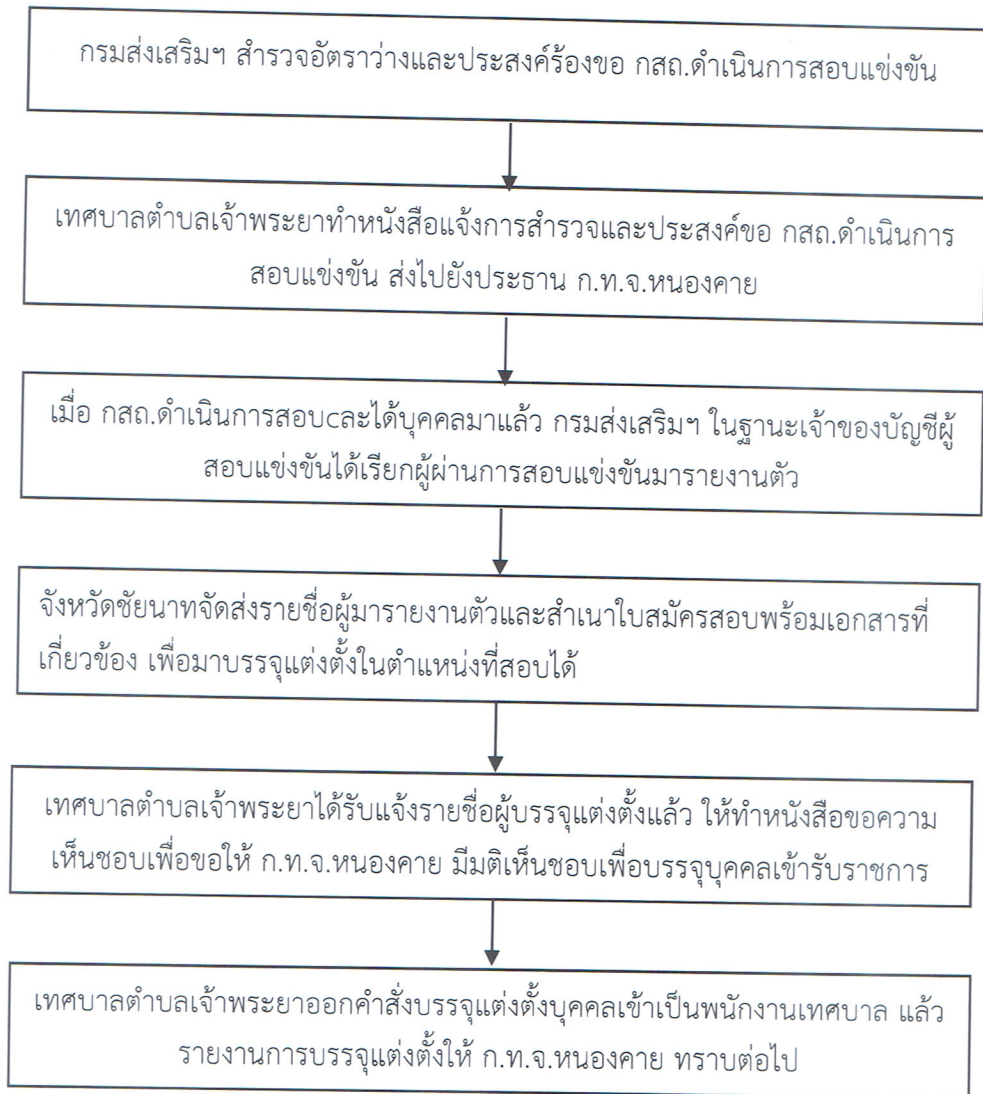 กรมส่งเสริมฯ สำรวจอัตราว่างและประสงค์ร้องขอ กสถ.ดำเนินการสอบแข่งขัน
เทศบาลตำบลเจ้าพระยาทำหนังสือแจ้งการสำรวจและประสงค์ขอ กสถ.ดำเนินการ
สอบแข่งขัน ส่งไปยังประธาน ก.ท.จ.หนองคาย
เมื่อ กสถ.ดำเนินการสอบcละได้บุคคลมาแล้ว กรมส่งเสริมฯ ในฐานะเจ้าของบัญชีผู้
สอบแข่งขันได้เรียกผู้ผ่านการสอบแข่งขันมารายงานตัว
จังหวัดชัยนาทจัดส่งรายชื่อผู้มารายงานตัวและสำเนาใบสมัครสอบพร้อมเอกสารที่
เกี่ยวข้อง เพื่อมาบรรจุแต่งตั้งในตำแหน่งที่สอบได้
เทศบาลตำบลเจ้าพระยาได้รับแจ้งรายชื่อผู้บรรจุแต่งตั้งแล้ว ให้ทำหนังสือขอความ
เห็นชอบเพื่อขอให้ ก.ท.จ.หนองคาย มีมติเห็นชอบเพื่อบรรจุบุคคลเข้ารับราชการ
เทศบาลตำบลเจ้าพระยาออกคำสั่งบรรจุแต่งตั้งบุคคลเข้าเป็นพนักงานเทศบาล แล้ว
รายงานการบรรจุแต่งตั้งให้ ก.ท.จ.หนองคาย ทราบต่อไป